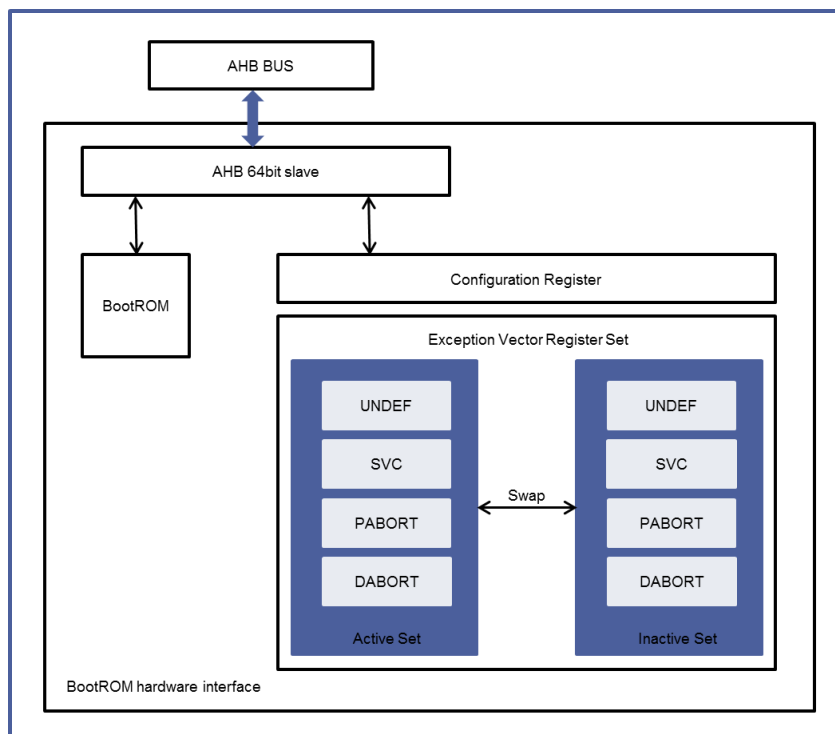 AHB BUS
AHB 64bit slave
BootROM
Configuration Register
Exception Vector Register Set
UNDEF
SVC
PABORT
DABORT
Active Set
Swap
UNDEF
SVC
PABORT
DABORT
Inactive Set
BootROM hardware interface